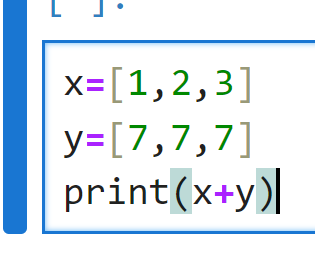 [ ]:
x=[1,2,3]
y=[7,7,7]
print(x+y)